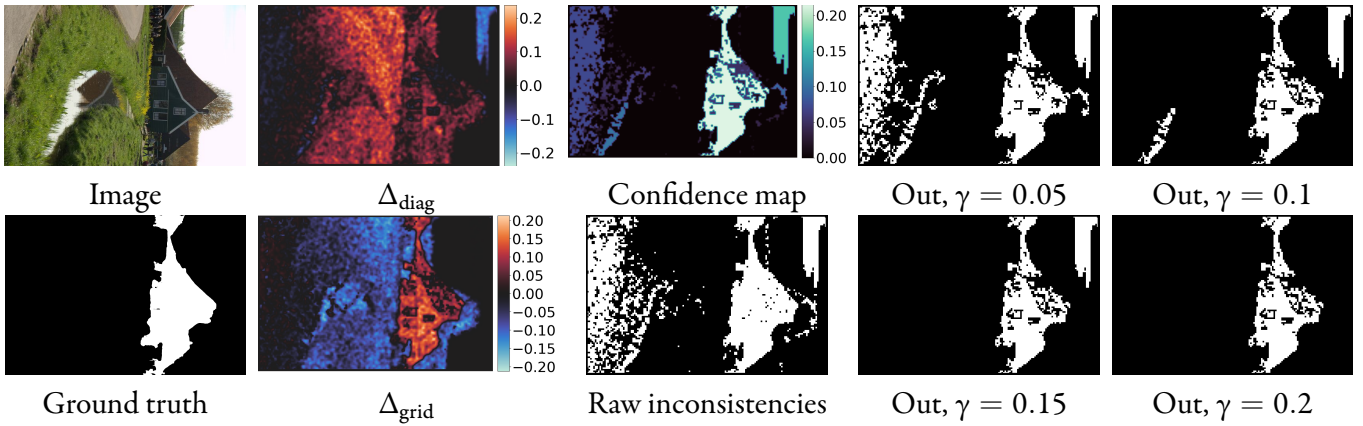 0.2
0.1
0.0
−0.1
−0.2
0.20
0.15
0.10
0.05
0.00
Image
Δdiag
Confidence map
Out, γ = 0.05
Out, γ = 0.1
0.20
0.15
0.10
0.05
0.00
−0.05
−0.10
−0.15
−0.20
Ground truth
Δgrid
Raw inconsistencies
Out, γ = 0.15
Out, γ = 0.2